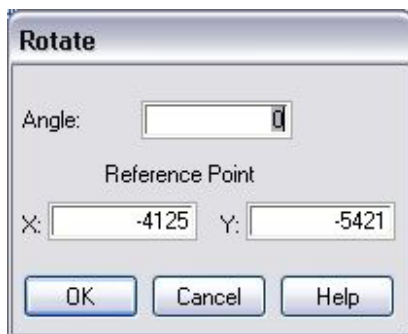 Rotate
Angle: 0
Reference Point
X: -4125 Y: -5421
OK Cancel Help